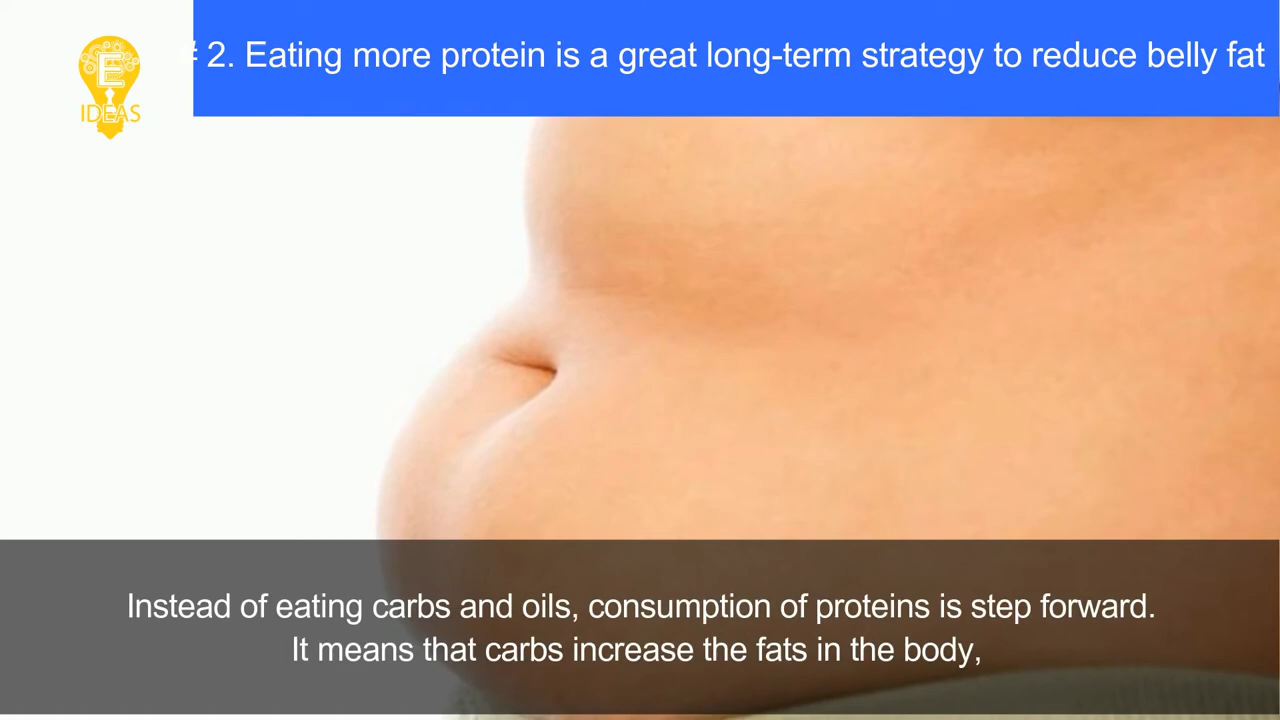 # 2. Eating more protein is a great long-term strategy to reduce belly fat
E
IDEAS
Instead of eating carbs and oils, consumption of proteins is step forward.
It means that carbs increase the fats in the body,